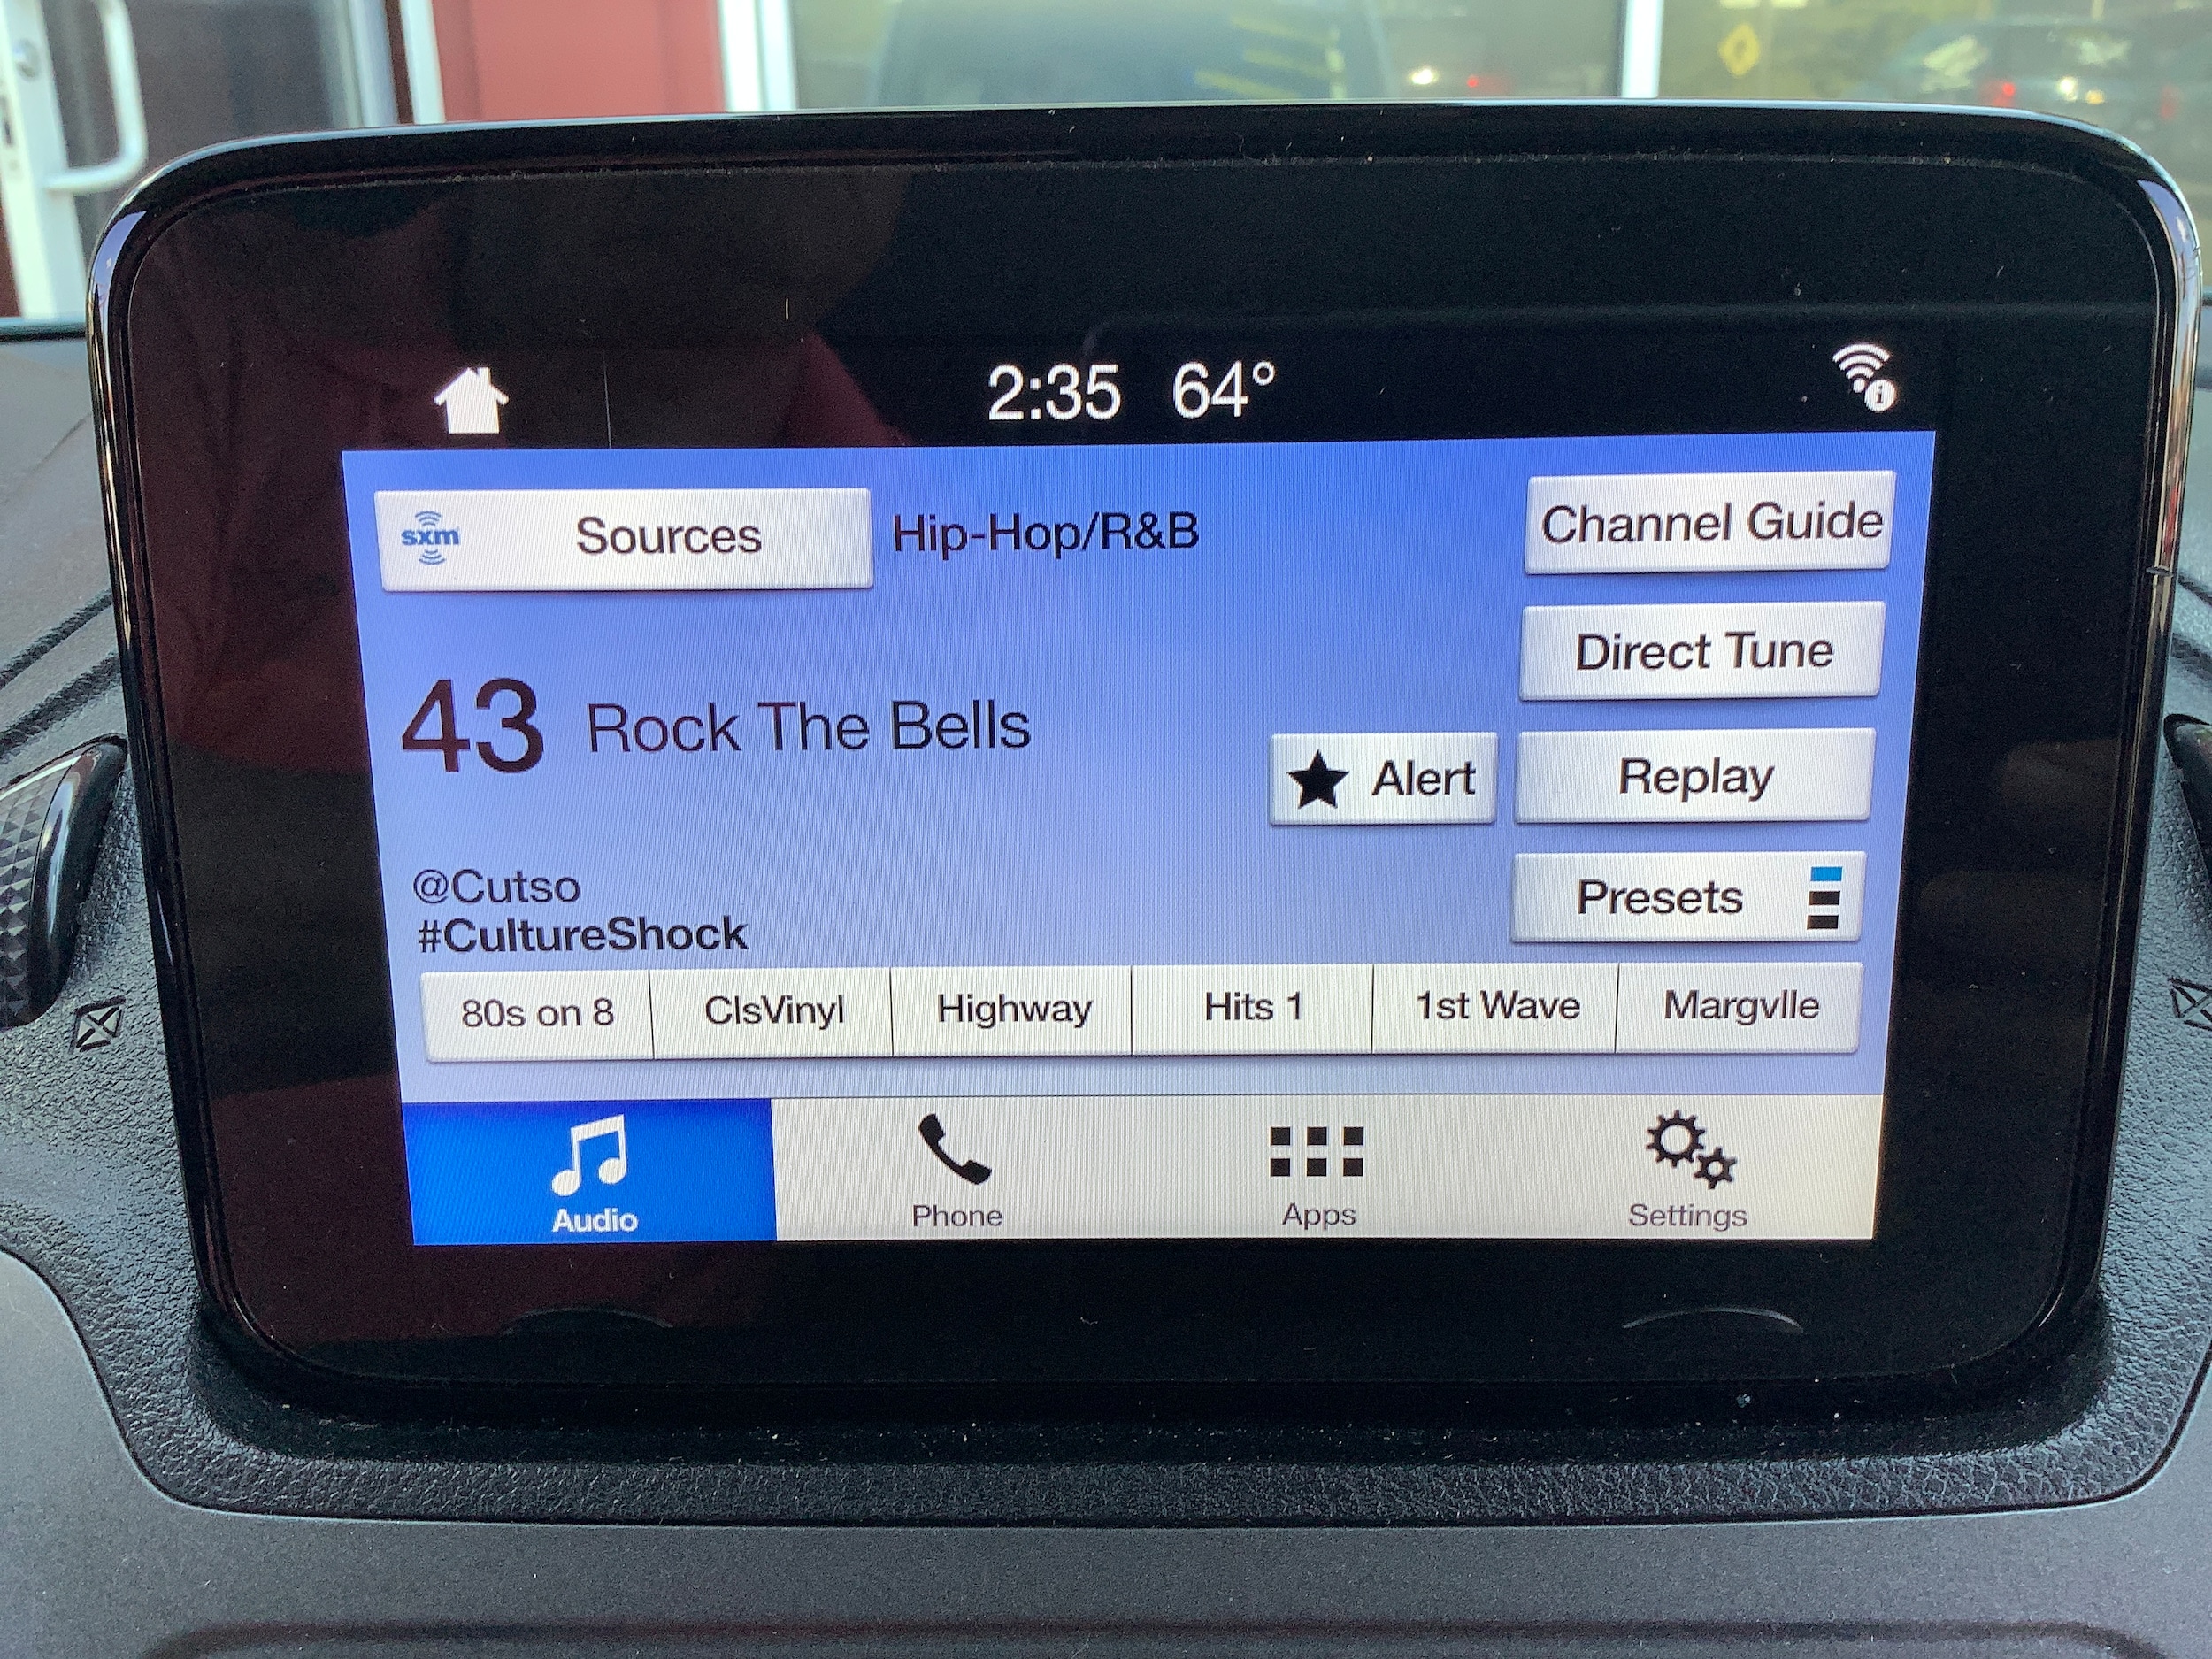 2:35 64°
sxm Sources Hip-Hop/R&B Channel Guide
Direct Tune
43 Rock The Bells
Alert Replay
@Cutso
Presets
#CultureShock
80s on 8 ClsVinyl Highway Hits 1 1st Wave Margvlle
Audio Phone Apps Settings